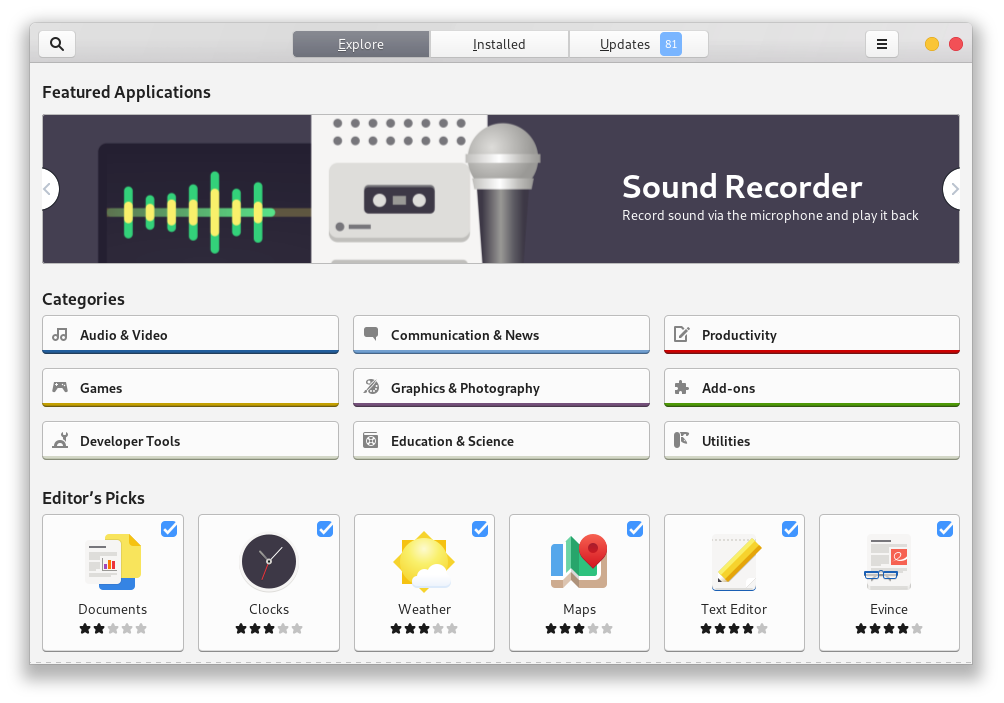 Explore Installed Updates 81
Featured Applications
Sound Recorder
Record sound via the microphone and play it back
Categories
Audio & Video Communication & News Productivity
Games Graphics & Photography Add-ons
Developer Tools Education & Science Utilities
Editor’s Picks
Documents Clocks Weather Maps Text Editor Evince